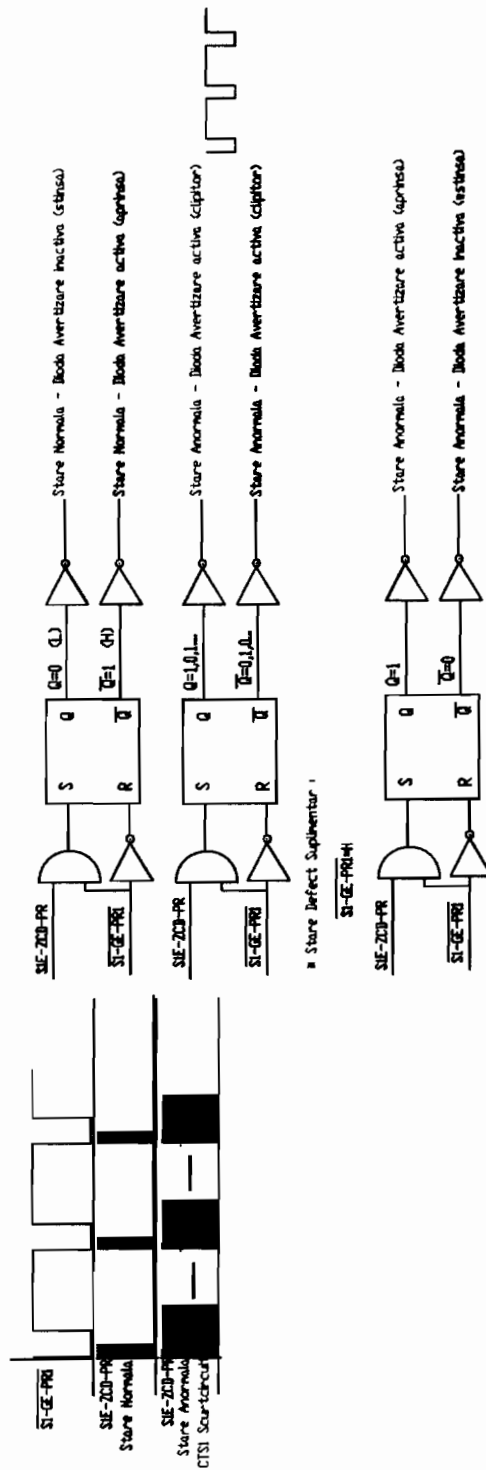 S1-GE-PR1
S1E-ZCD-PR
Stare Normala
S1E-ZCD-PR
Stare Anormala
CTS1 Scurtcircuit
S1E-ZCD-PR
S1-GE-PR1
S
R
Q
Q
Q=0 (L)
Q=1 (H)
Stare Normala - Dioda Avertizare inactiva (stinsa)
Stare Normala - Dioda Avertizare activa (aprinsa)
S1E-ZCD-PR
S1-GE-PR1
S
R
Q
Q
Q=1,0,1...
Q=0,1,0...
Stare Anormala - Dioda Avertizare activa (clipitor)
Stare Anormala - Dioda Avertizare activa (clipitor)
* Stare Defect Suplimentar :
S1-GE-PR1=H
S1E-ZCD-PR
S1-GE-PR1
S
R
Q
Q
Q=1
Q=0
Stare Anormala - Dioda Avertizare activa (aprinsa)
Stare Anormala - Dioda Avertizare inactiva (estinsa)